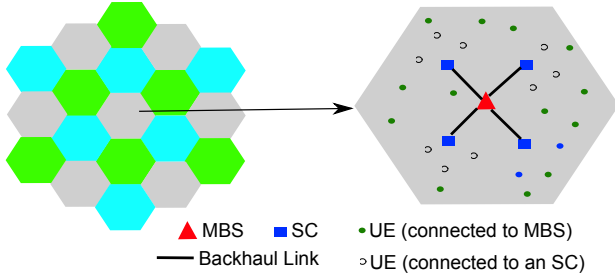 MBS SC UE (connected to MBS)
Backhaul Link UE (connected to an SC)